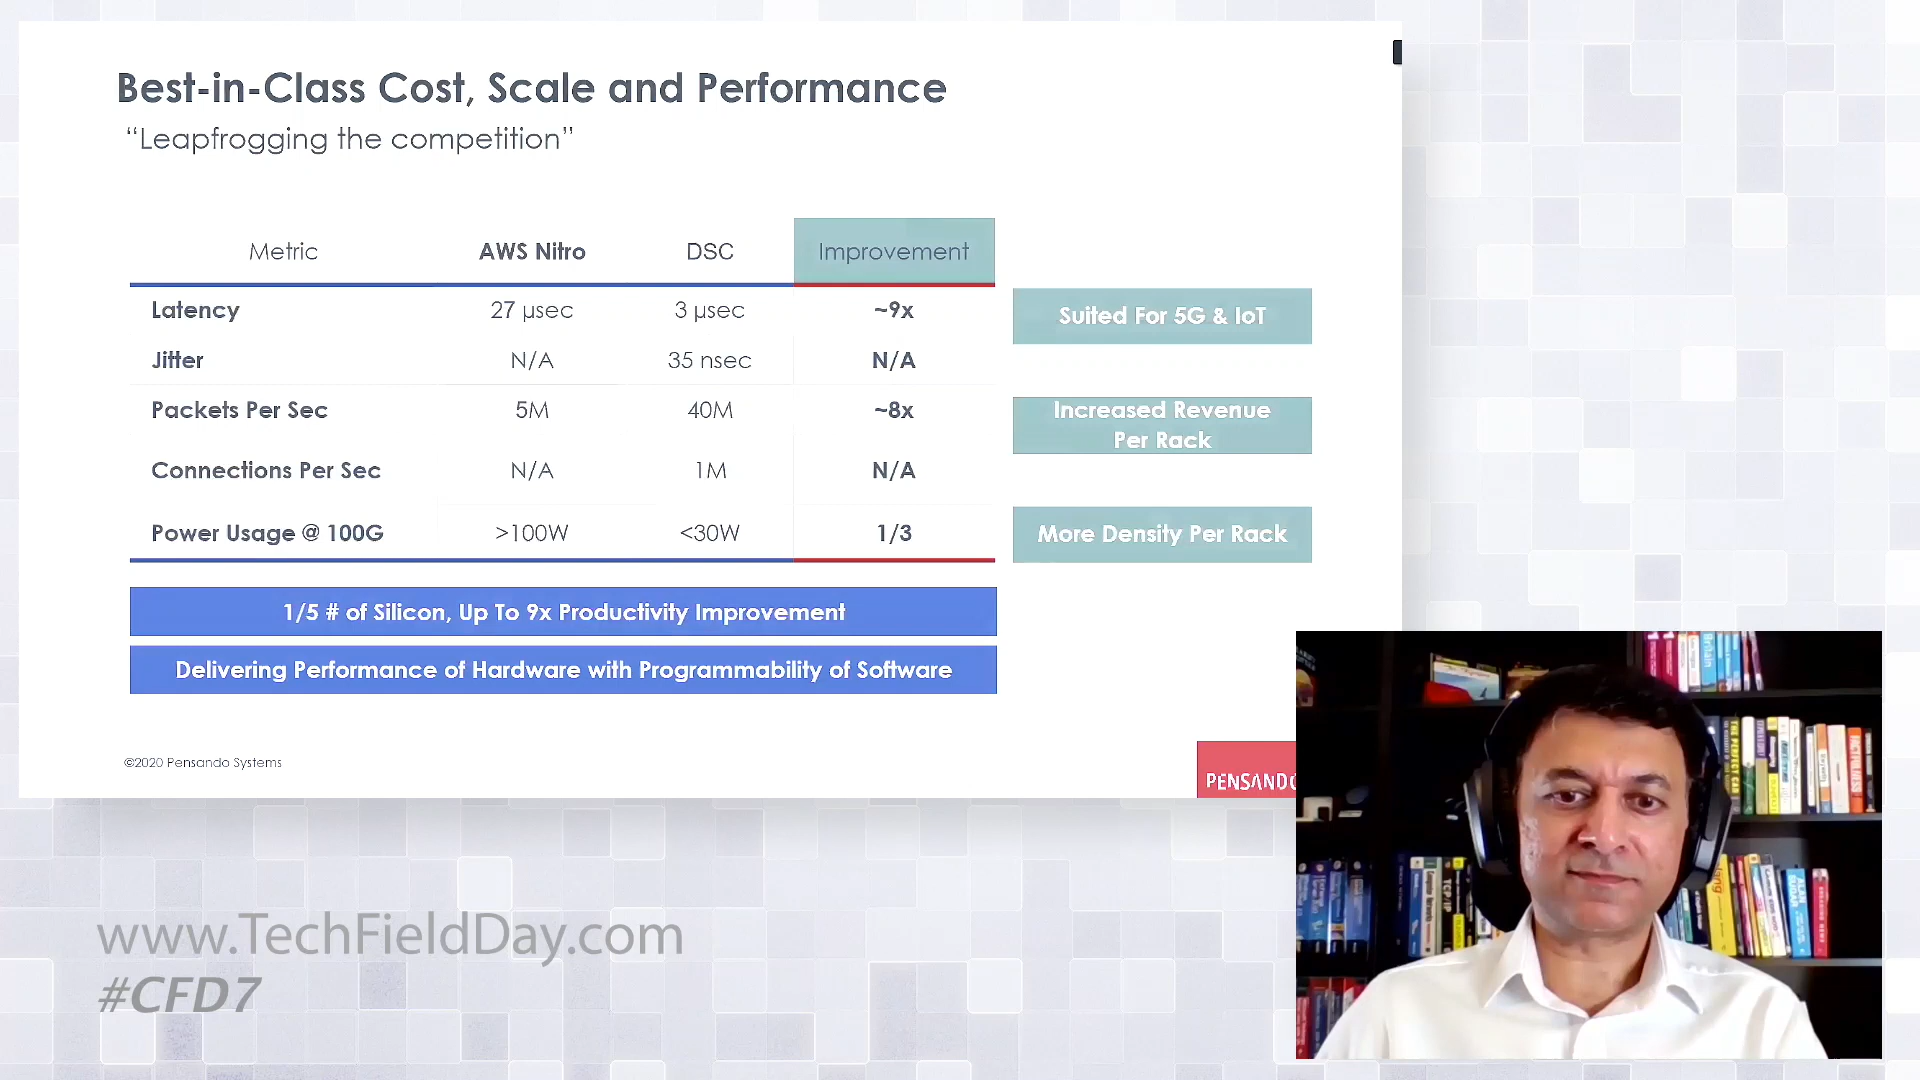 Best-in-Class Cost, Scale and Performance
“Leapfrogging the competition”
Metric AWS Nitro DSC Improvement
Latency 27 µsec 3 µsec ~9x
Jitter N/A 35 nsec N/A
Packets Per Sec 5M 40M ~8x
Connections Per Sec N/A 1M N/A
Power Usage @ 100G >100W <30W 1/3
Suited For 5G & IoT
Increased Revenue
Per Rack
More Density Per Rack
1/5 # of Silicon, Up To 9x Productivity Improvement
Delivering Performance of Hardware with Programmability of Software
©2020 Pensando Systems
PENSANDO
www.TechFieldDay.com
#CFD7
TCP/IP